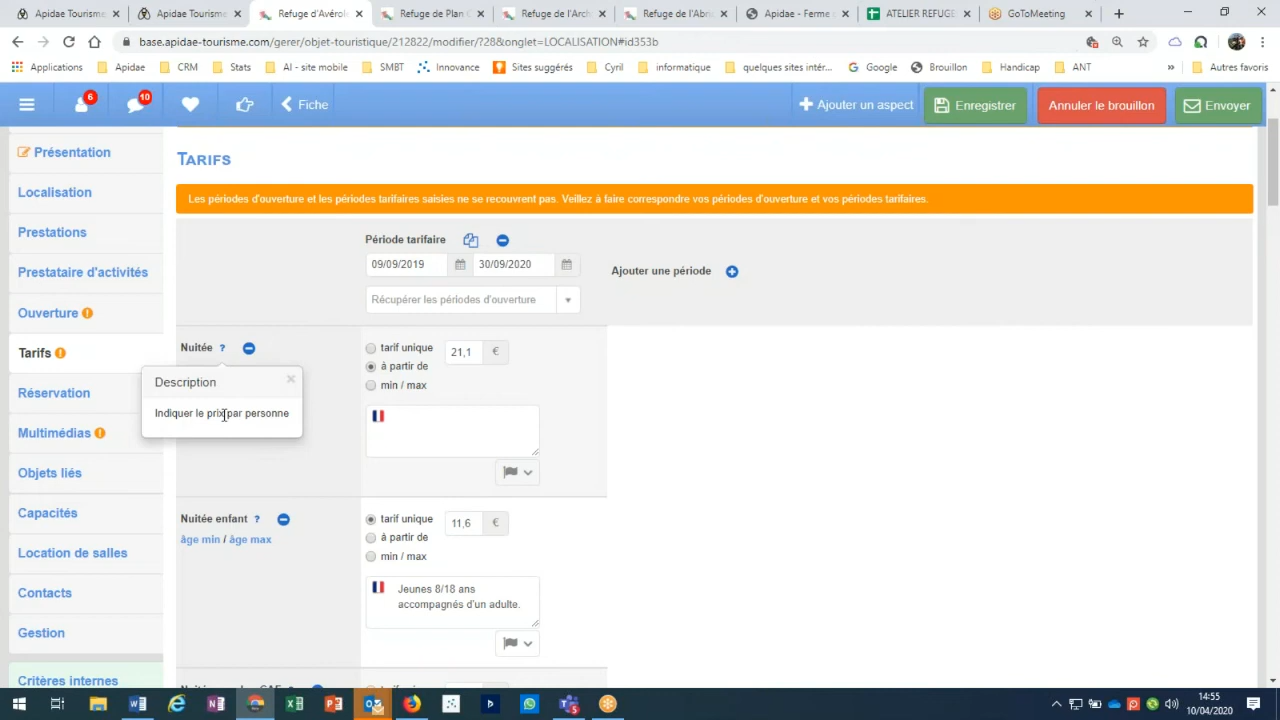 Apidae Tourisme
Apidae Tourisme
Refuge d'Avérol
Refuge de Plan C
Refuge de l'Arch
Refuge de l'Abri
Apidae - Ferme
ATELIER REFUGE
GoToMeeting
base.apidae-tourisme.com/gerer/objet-touristique/212822/modifier/?28&onglet=LOCALISATION#id353b
Applications
Apidae
CRM
Stats
AI - site mobile
SMBT
Innovance
Sites suggérés
Cyril
informatique
quelques sites intér...
Google
Brouillon
Handicap
ANT
»
Autres favoris
6
10
Fiche
Ajouter un aspect
Enregistrer
Annuler le brouillon
Envoyer
Présentation
Localisation
Prestations
Prestataire d'activités
Ouverture
Tarifs
Réservation
Multimédias
Objets liés
Capacités
Location de salles
Contacts
Gestion
Critères internes
TARIFS
Les périodes d'ouverture et les périodes tarifaires saisies ne se recouvrent pas. Veillez à faire correspondre vos périodes d'ouverture et vos périodes tarifaires.
Période tarifaire
09/09/2019
30/09/2020
Récupérer les périodes d'ouverture
Ajouter une période
Nuitée ?
tarif unique
à partir de
min / max
21,1 €
Description
×
Indiquer le prix par personne
Nuitée enfant ?
âge min / âge max
tarif unique
à partir de
min / max
11,6 €
Jeunes 8/18 ans
accompagnés d'un adulte.
14:55
10/04/2020